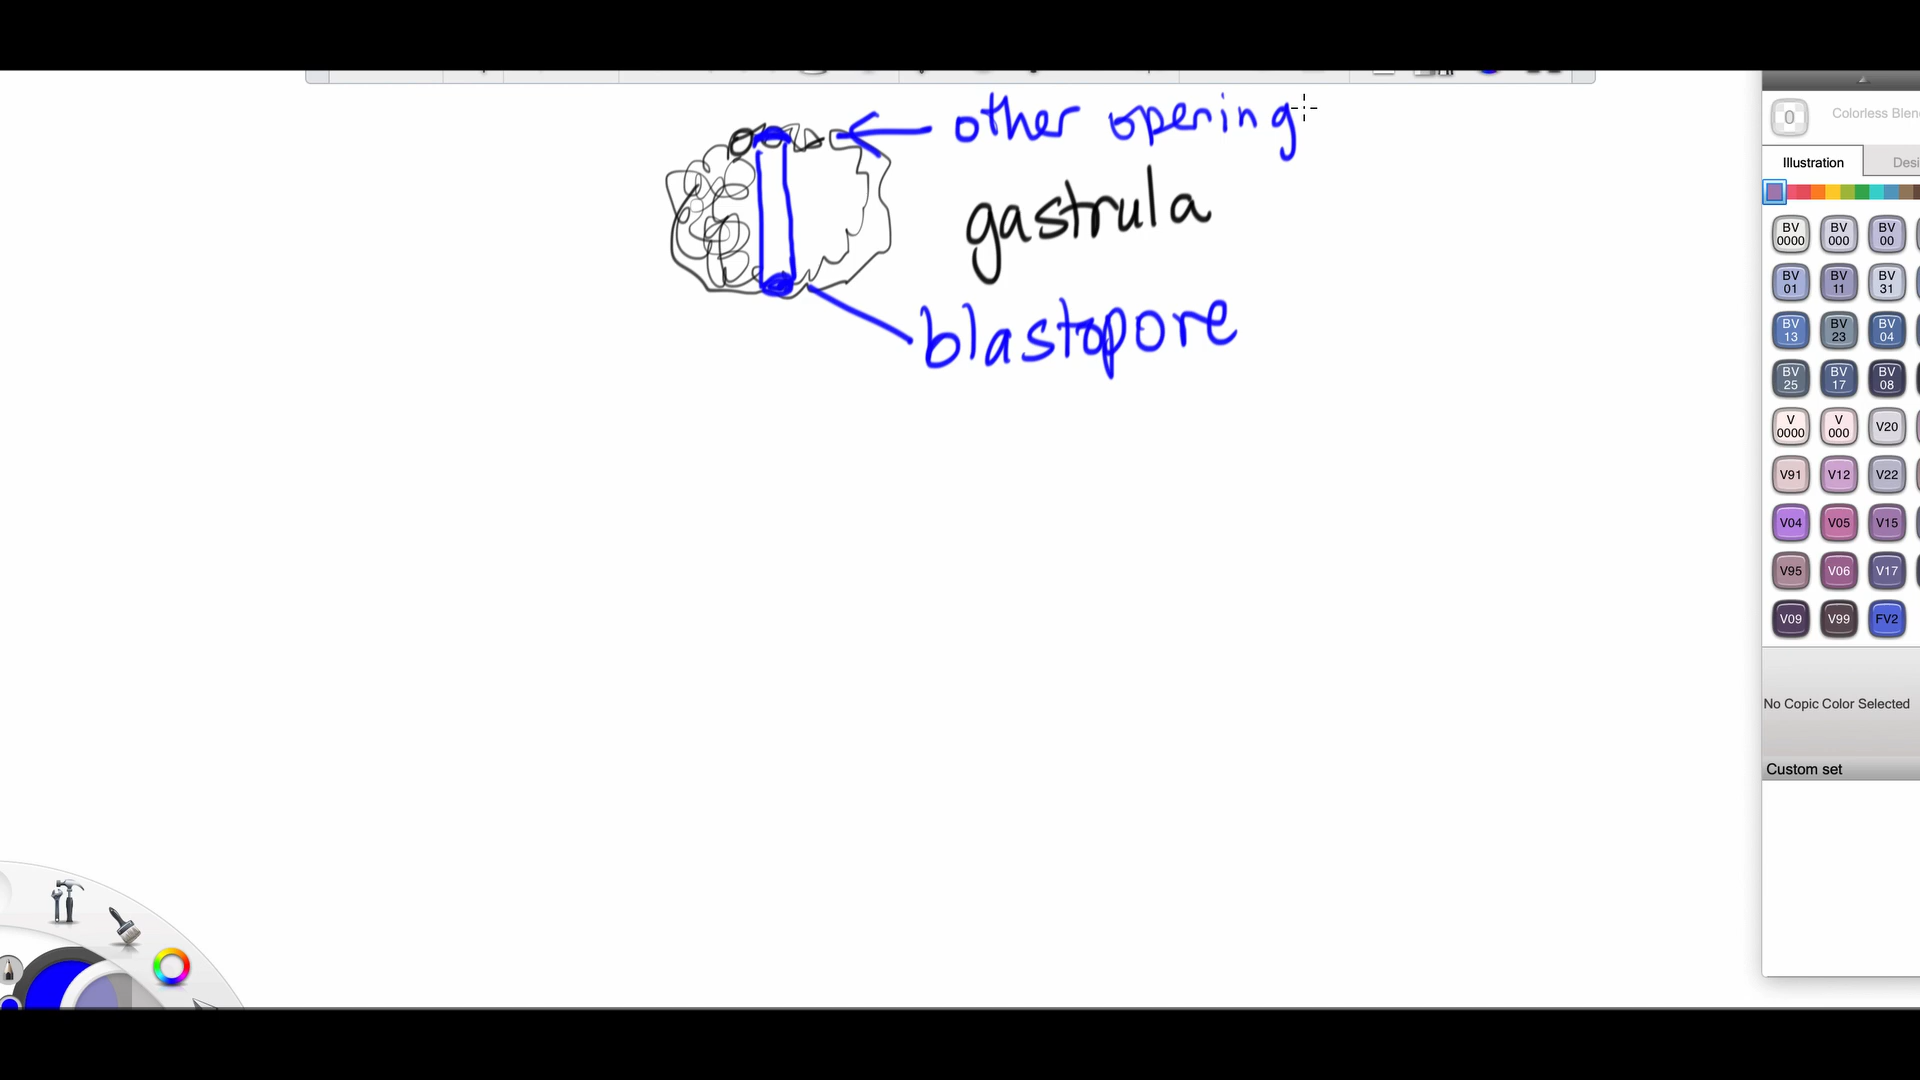 other opening
gastrula
blastopore
0 Colorless Blen
Illustration Desi
BV 0000 BV 000 BV 00
BV 01 BV 11 BV 31
BV 13 BV 23 BV 04
BV 25 BV 17 BV 08
V 0000 V 000 V20
V91 V12 V22
V04 V05 V15
V95 V06 V17
V09 V99 FV2
No Copic Color Selected
Custom set